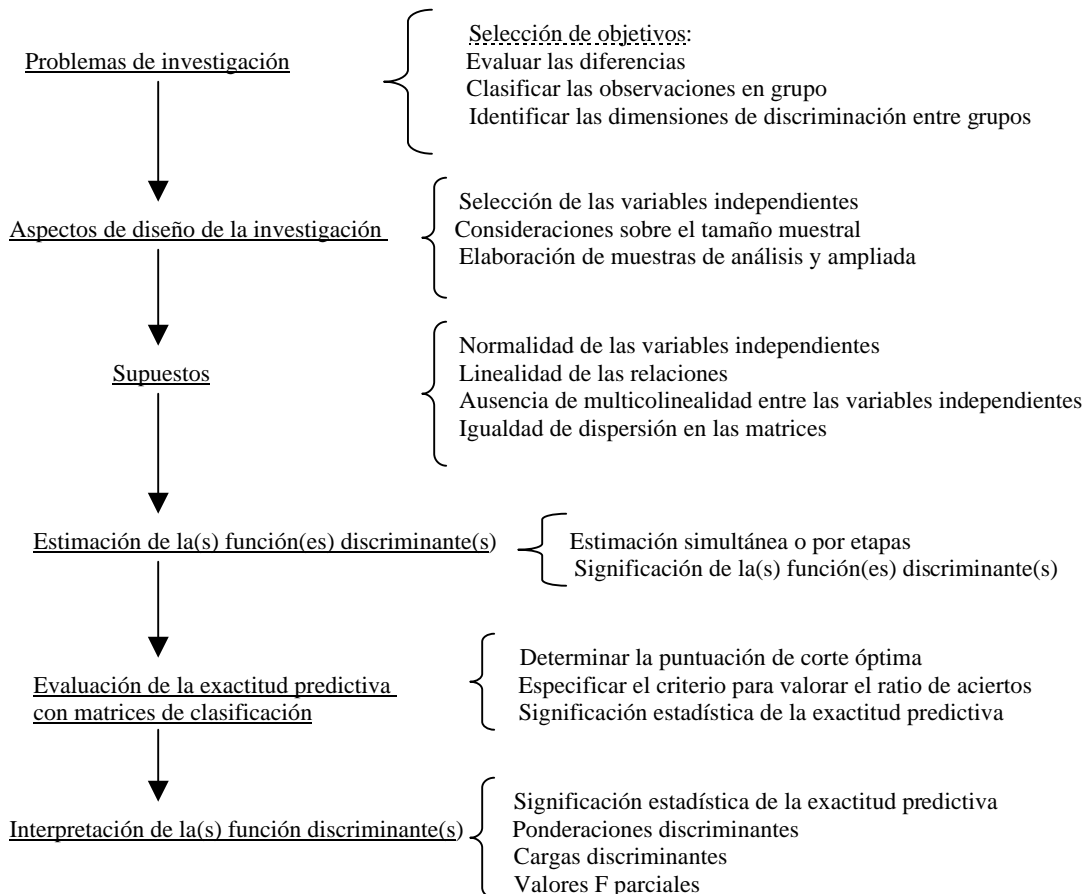 Problemas de investigación
Selección de objetivos:
Evaluar las diferencias
Clasificar las observaciones en grupo
Identificar las dimensiones de discriminación entre grupos
Aspectos de diseño de la investigación
Selección de las variables independientes
Consideraciones sobre el tamaño muestral
Elaboración de muestras de análisis y ampliada
Supuestos
Normalidad de las variables independientes
Linealidad de las relaciones
Ausencia de multicolinealidad entre las variables independientes
Igualdad de dispersión en las matrices
Estimación de la(s) función(es) discriminante(s)
Estimación simultánea o por etapas
Significación de la(s) función(es) discriminante(s)
Evaluación de la exactitud predictiva
con matrices de clasificación
Determinar la puntuación de corte óptima
Especificar el criterio para valorar el ratio de aciertos
Significación estadística de la exactitud predictiva
Interpretación de la(s) función discriminante(s)
Significación estadística de la exactitud predictiva
Ponderaciones discriminantes
Cargas discriminantes
Valores F parciales